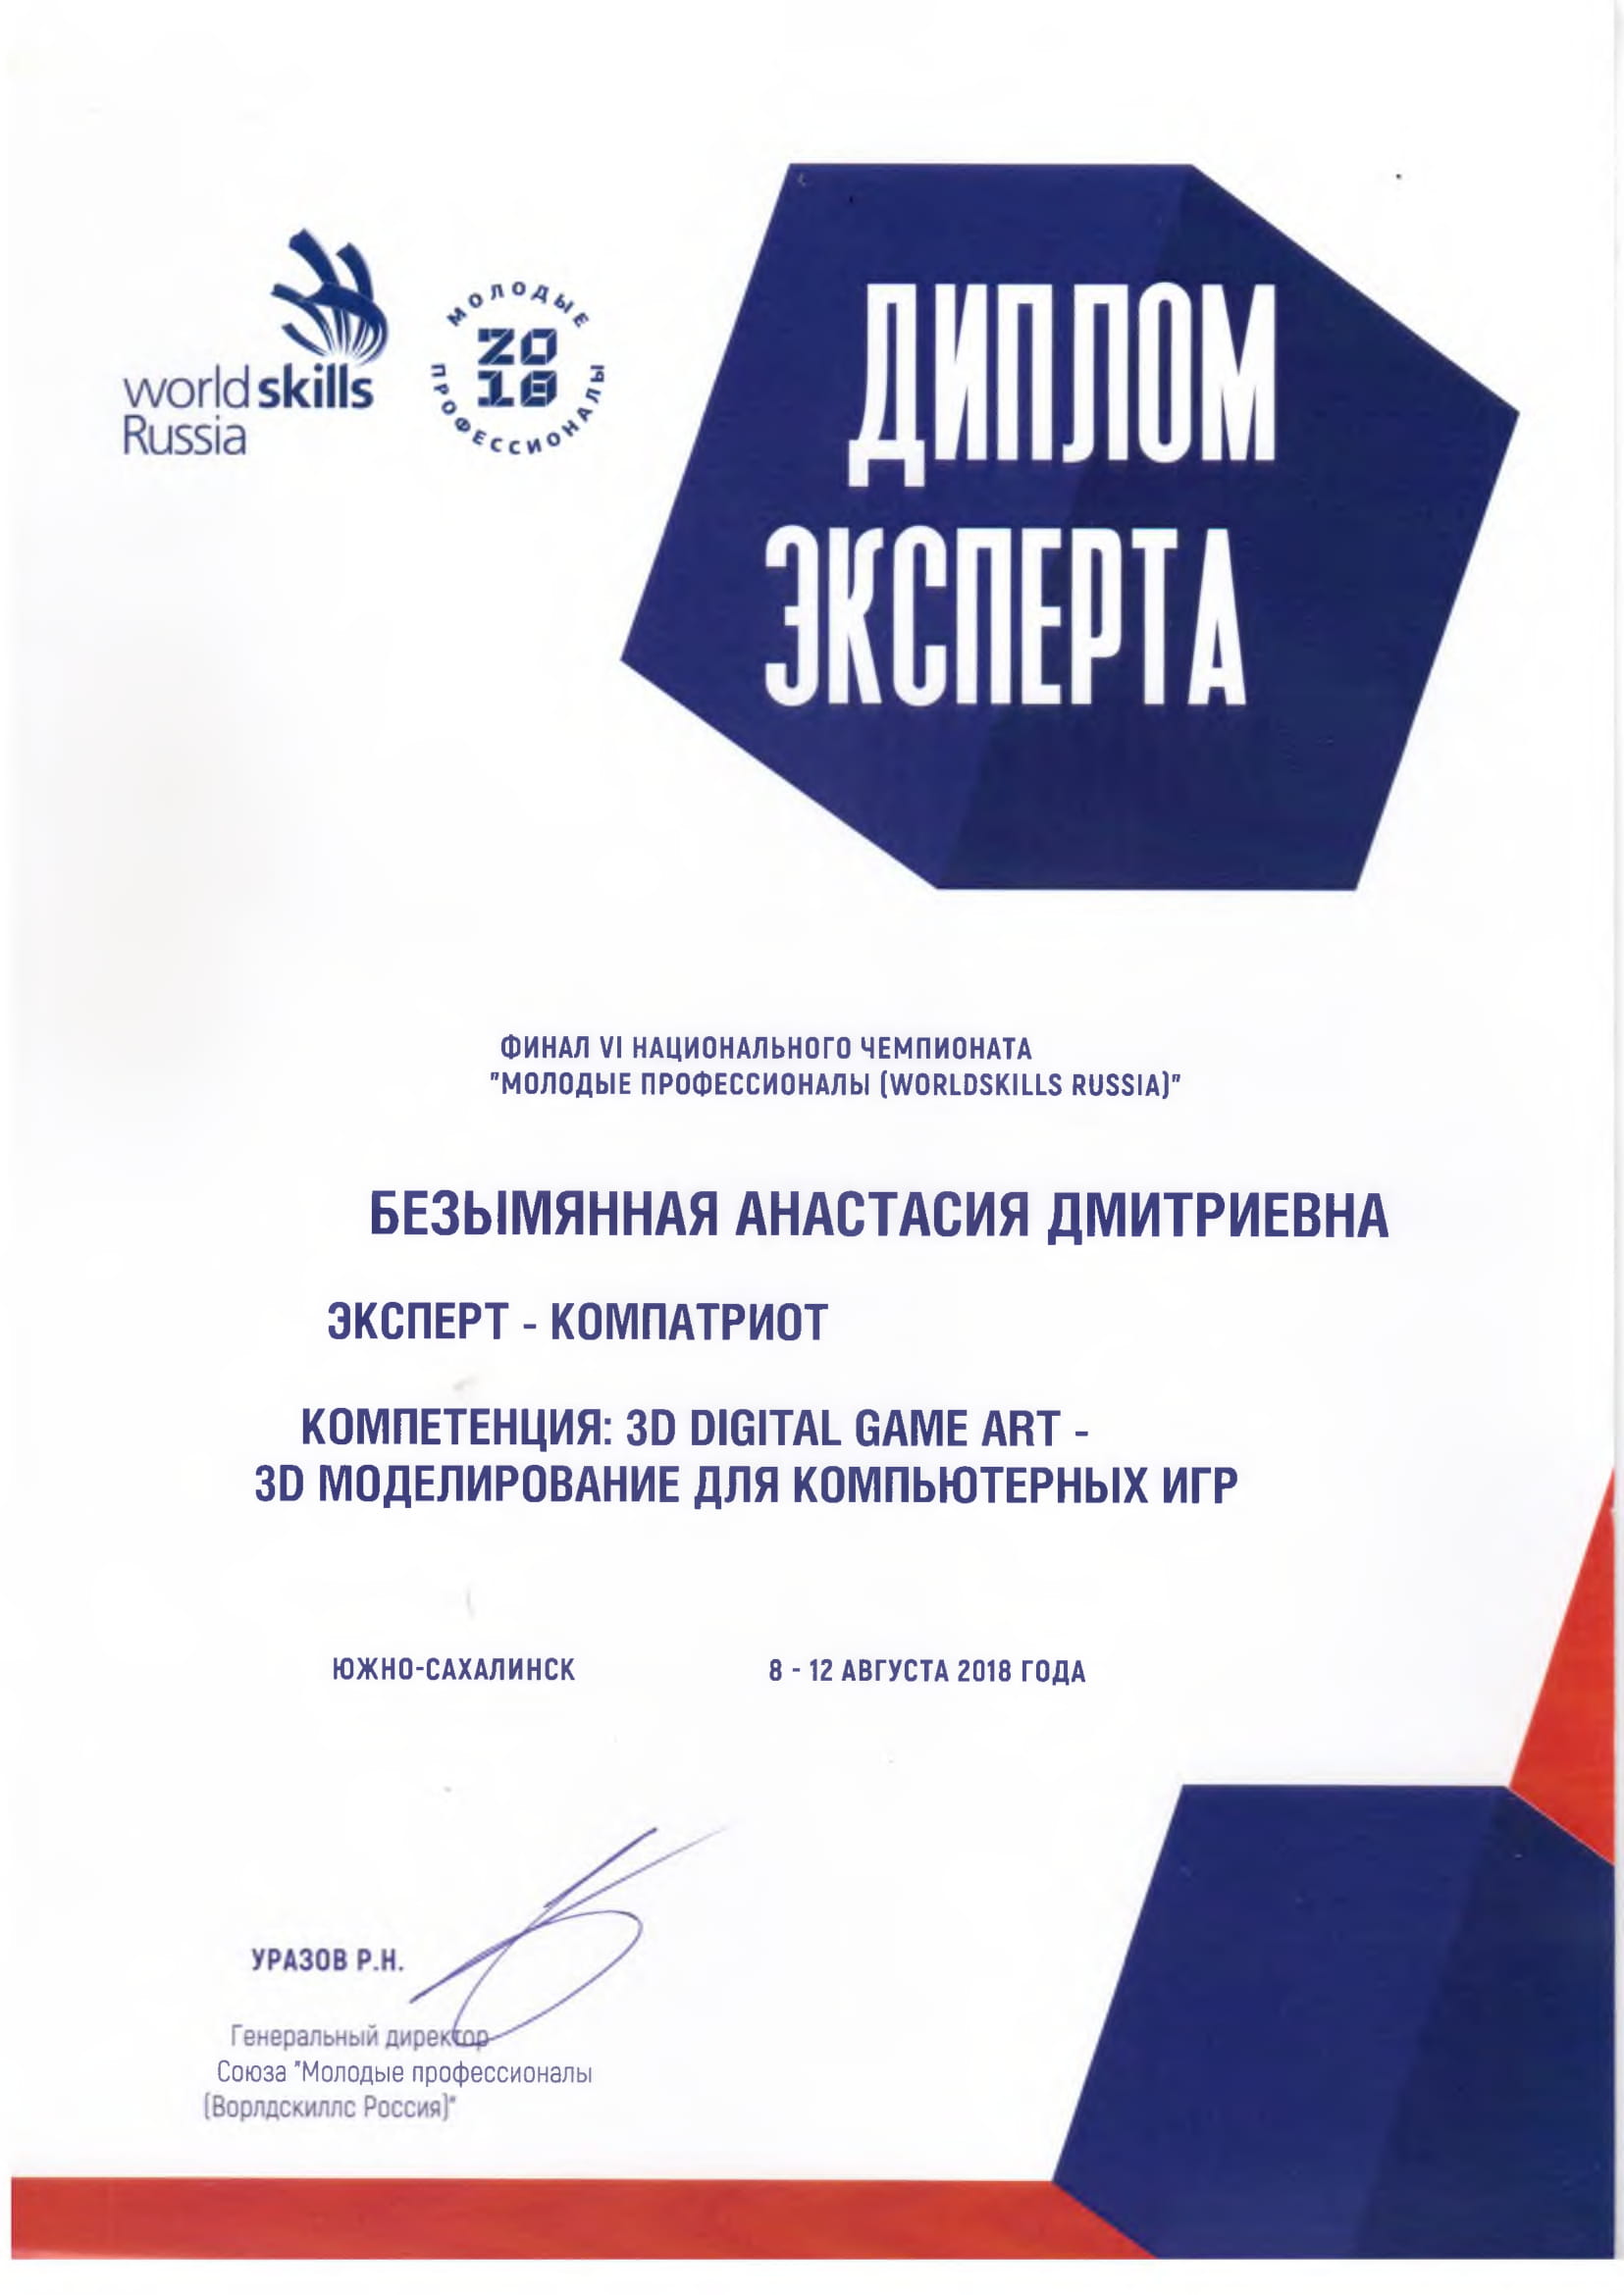 world skills
Russia
МОЛОДЫЕ
ПРОФЕССИОНАЛЫ
20
18
ДИПЛОМ
ЭКСПЕРТА
ФИНАЛ VI НАЦИОНАЛЬНОГО ЧЕМПИОНАТА
"МОЛОДЫЕ ПРОФЕССИОНАЛЫ (WORLDSKILLS RUSSIA)"
БЕЗЫМЯННАЯ АНАСТАСИЯ ДМИТРИЕВНА
ЭКСПЕРТ - КОМПАТРИОТ
КОМПЕТЕНЦИЯ: 3D DIGITAL GAME ART -
3D МОДЕЛИРОВАНИЕ ДЛЯ КОМПЬЮТЕРНЫХ ИГР
ЮЖНО-САХАЛИНСК 8 - 12 АВГУСТА 2018 ГОДА
УРАЗОВ Р.Н.
Генеральный директор
Союза "Молодые профессионалы
(Ворлдскиллс Россия)"